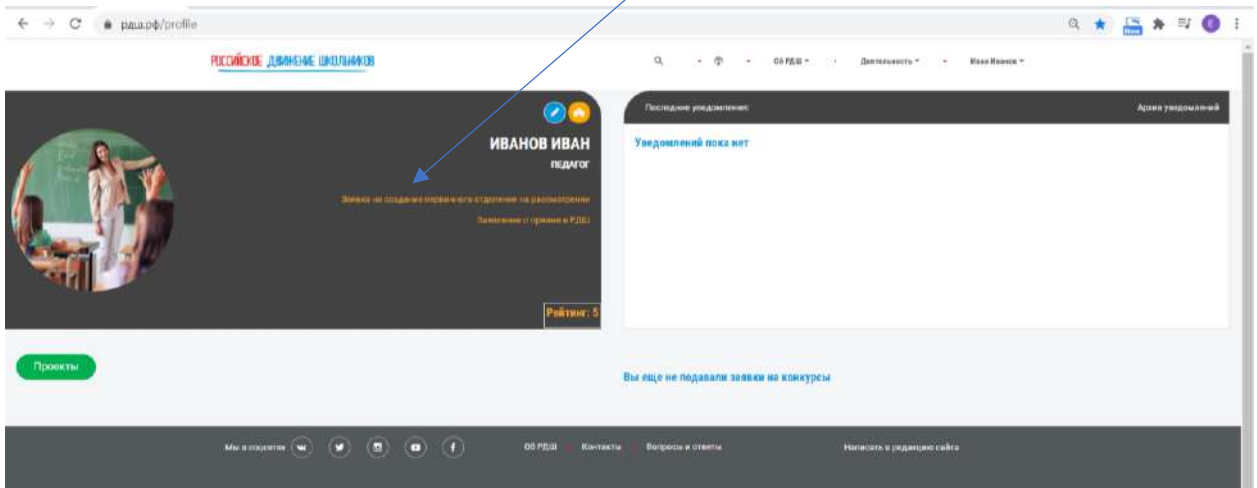 рдш.рф/profile
New
E
РОССИЙСКОЕ ДВИЖЕНИЕ ШКОЛЬНИКОВ
Об РДШ
Деятельность
Иван Иванов
ИВАНОВ ИВАН
ПЕДАГОГ
Заявка на создание первичного отделения на рассмотрении
Заявление о приеме в РДШ
Рейтинг: 5
Последние уведомления:
Архив уведомлений
Уведомлений пока нет
Проекты
Вы еще не подавали заявки на конкурсы
Мы в соцсетях
Об РДШ
Контакты
Вопросы и ответы
Написать в редакцию сайта